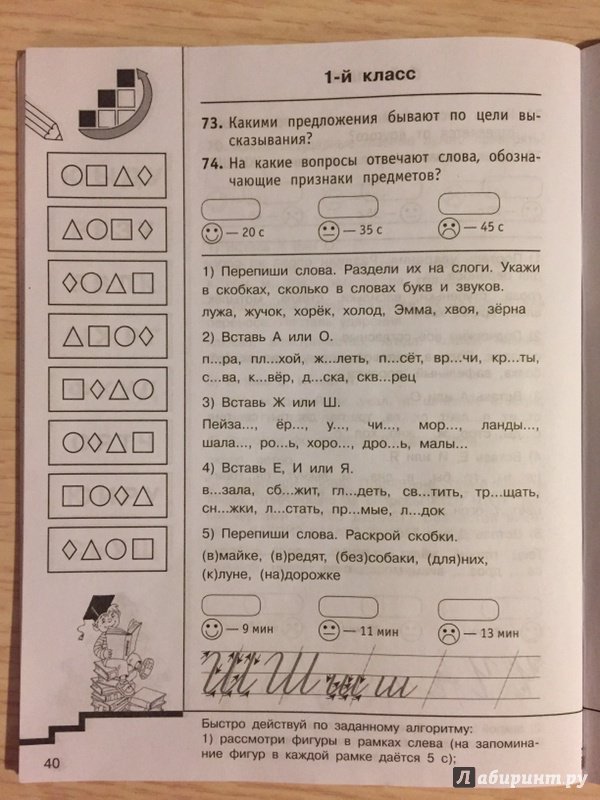 1-й класс
73. Какими предложения бывают по цели вы-
сказывания?
74. На какие вопросы отвечают слова, обозна-
чающие признаки предметов?
— 20 с — 35 с — 45 с
1) Перепиши слова. Раздели их на слоги. Укажи
в скобках, сколько в словах букв и звуков.
лужа, жучок, хорёк, холод, Эмма, хвоя, зёрна
2) Вставь А или О.
п...ра, пл...хой, ж...леть, п...сёт, вр...чи, кр...ты,
с...ва, к...вёр, д...ска, скв...рец
3) Вставь Ж или Ш.
Пейза..., ёр..., у..., чи..., мор..., ланды...,
шала..., ро...ь, хоро..., дро...ь, малы...
4) Вставь Е, И или Я.
в...зала, сб...жит, гл...деть, св...тить, тр...щать,
сн...жки, л...стать, пр...мые, л...док
5) Перепиши слова. Раскрой скобки.
(в)майке, (в)редят, (без)собаки, (для)них,
(к)луне, (на)дорожке
— 9 мин — 11 мин — 13 мин
Ш Ш ш ш
Быстро действуй по заданному алгоритму:
1) рассмотри фигуры в рамках слева (на запомина-
ние фигур в каждой рамке даётся 5 с);
40
Лабиринт.ру